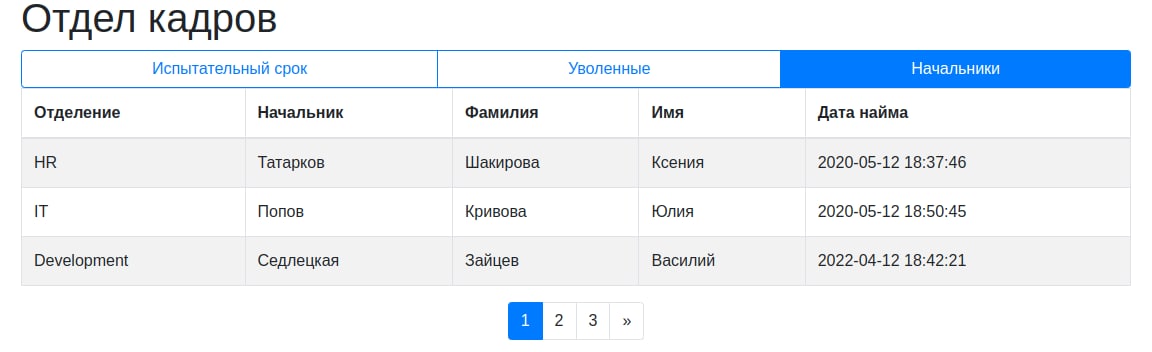 Отдел кадров
Испытательный срок Уволенные Начальники
Отделение Начальник Фамилия Имя Дата найма
HR Татарков Шакирова Ксения 2020-05-12 18:37:46
IT Попов Кривова Юлия 2020-05-12 18:50:45
Development Седлецкая Зайцев Василий 2022-04-12 18:42:21
1 2 3 »